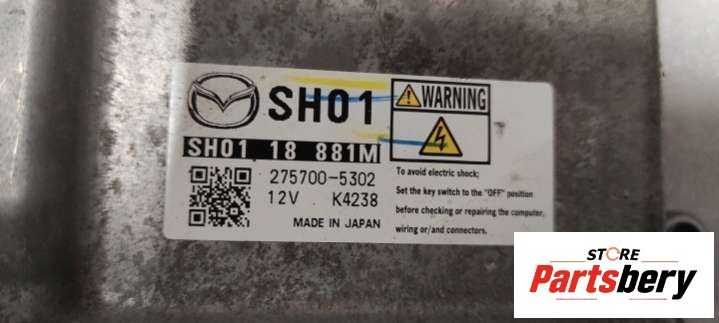 SH01
SH01 18 881M
275700-5302
12V K4238
MADE IN JAPAN
WARNING
To avoid electric shock;
Set the key switch to the "OFF" position
before checking or repairing the computer,
wiring or/and connectors.
STORE
Partsbery